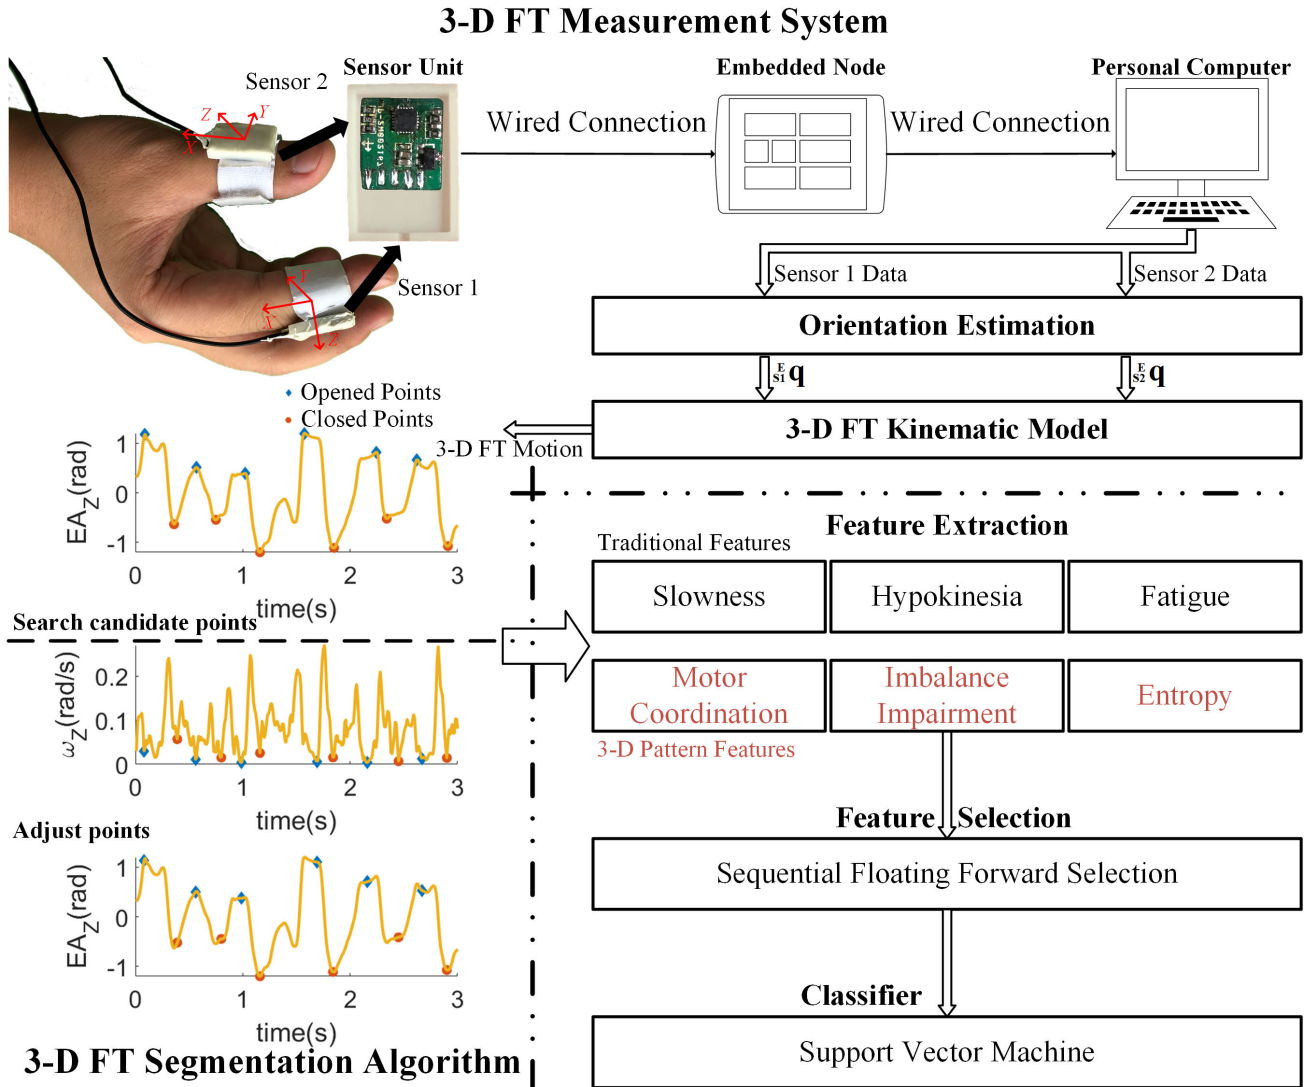 3-D FT Measurement System
Sensor 2
Sensor Unit
Embedded Node
Personal Computer
Z
Y
X
Wired Connection
Wired Connection
Y
X
Z
Sensor 1
Sensor 1 Data
Sensor 2 Data
Orientation Estimation
E S1 q
E S2 q
3-D FT Kinematic Model
3-D FT Motion
Opened Points
Closed Points
EA_Z(rad)
1
0
-1
0 1 2 3
time(s)
Search candidate points
ω_Z(rad/s)
0.2
0.1
0
0 1 2 3
time(s)
Adjust points
EA_Z(rad)
1
0
-1
0 1 2 3
time(s)
3-D FT Segmentation Algorithm
Feature Extraction
Traditional Features
Slowness
Hypokinesia
Fatigue
Motor
Coordination
Imbalance
Impairment
Entropy
3-D Pattern Features
Feature Selection
Sequential Floating Forward Selection
Classifier
Support Vector Machine